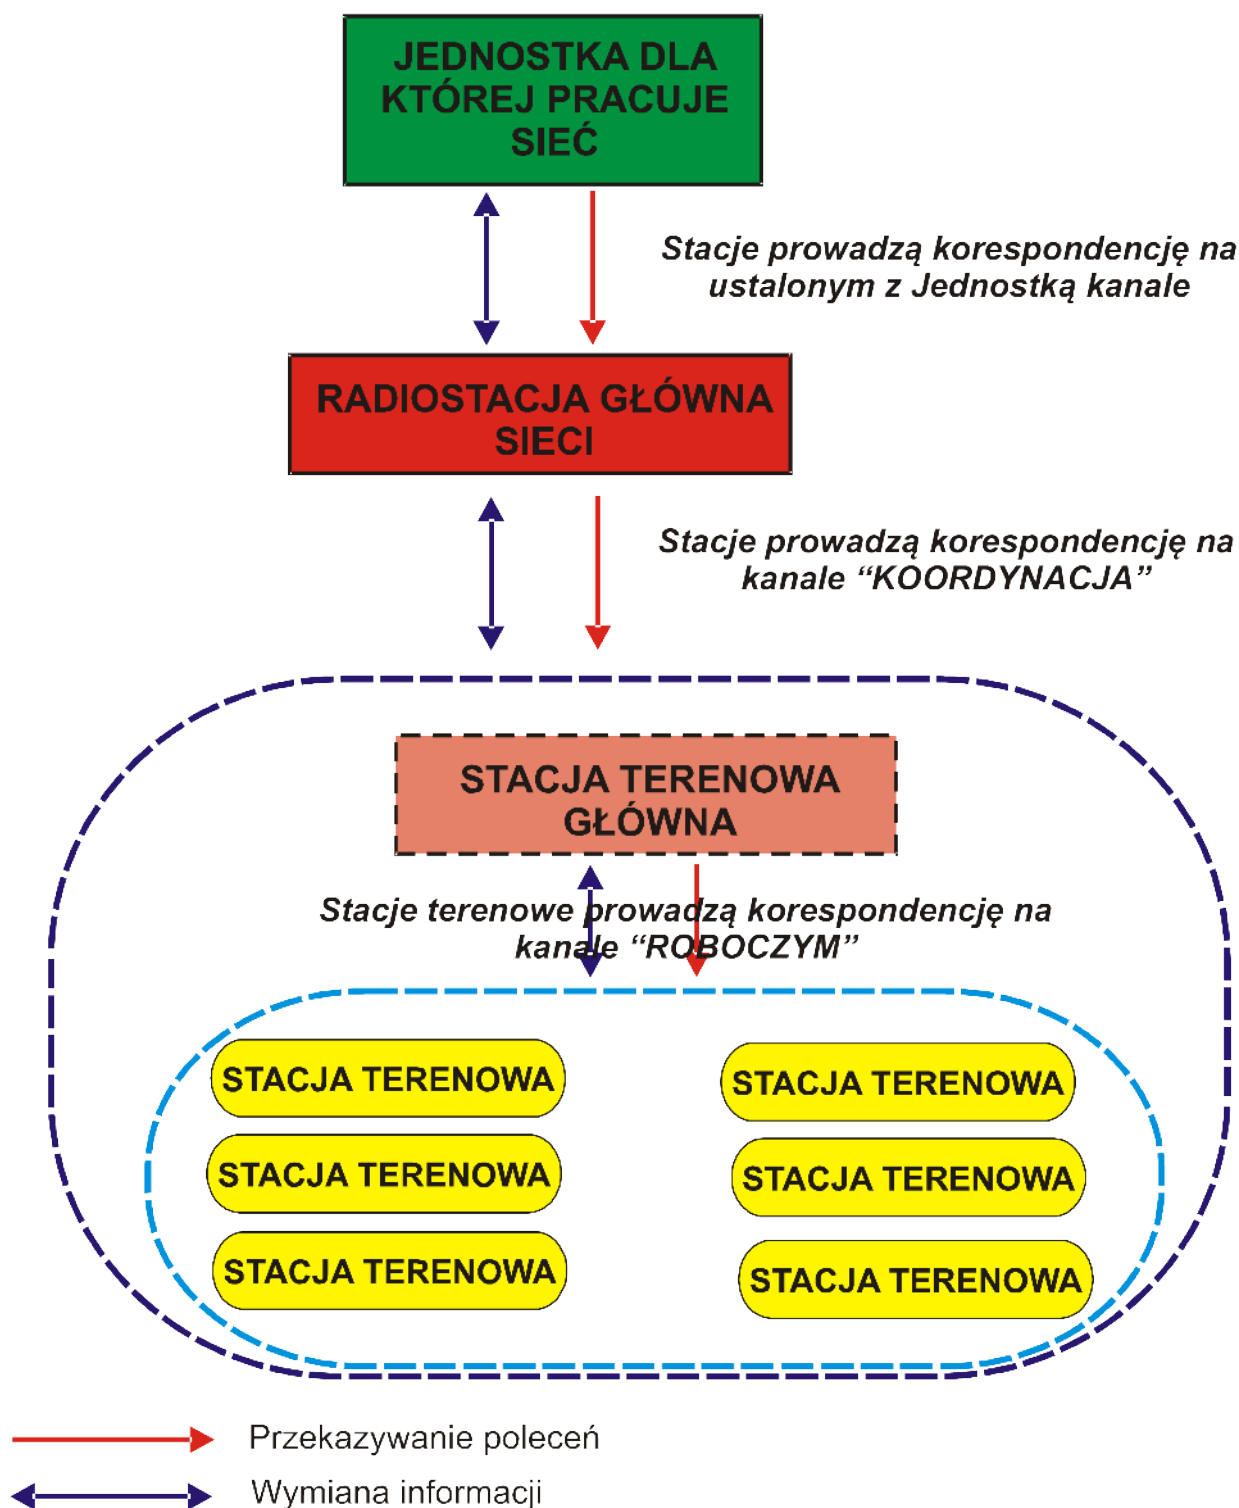 JEDNOSTKA DLA
KTÓREJ PRACUJE
SIEĆ
Stacje prowadzą korespondencję na
ustalonym z Jednostką kanale
RADIOSTACJA GŁÓWNA
SIECI
Stacje prowadzą korespondencję na
kanale “KOORDYNACJA”
STACJA TERENOWA
GŁÓWNA
Stacje terenowe prowadzą korespondencję na
kanale “ROBOCZYM”
STACJA TERENOWA
STACJA TERENOWA
STACJA TERENOWA
STACJA TERENOWA
STACJA TERENOWA
STACJA TERENOWA
Przekazywanie poleceń
Wymiana informacji